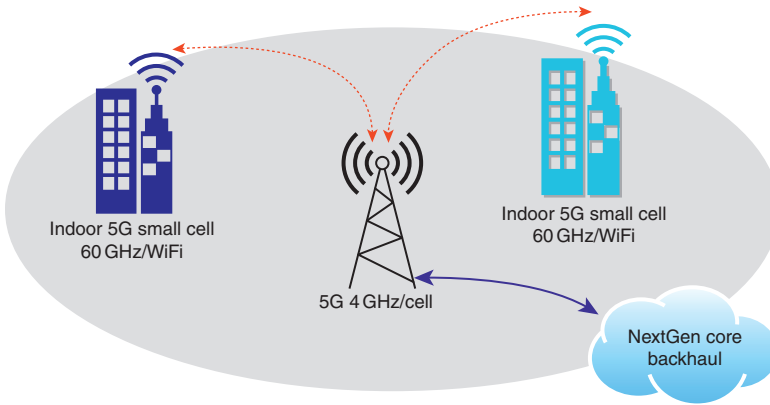 Indoor 5G small cell
60 GHz/WiFi
Indoor 5G small cell
60 GHz/WiFi
5G 4 GHz/cell
NextGen core
backhaul